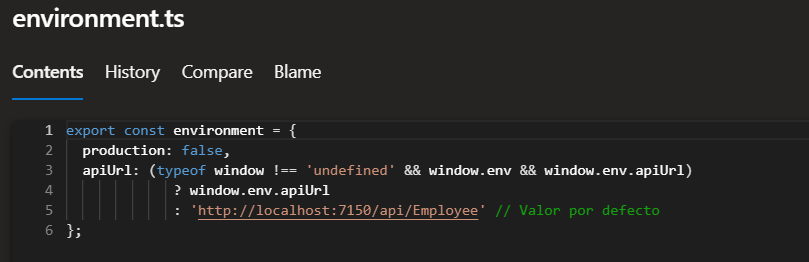 environment.ts
Contents History Compare Blame
1 export const environment = {
2 production: false,
3 apiUrl: (typeof window !== 'undefined' && window.env && window.env.apiUrl)
4 ? window.env.apiUrl
5 : 'http://localhost:7150/api/Employee' // Valor por defecto
6 };